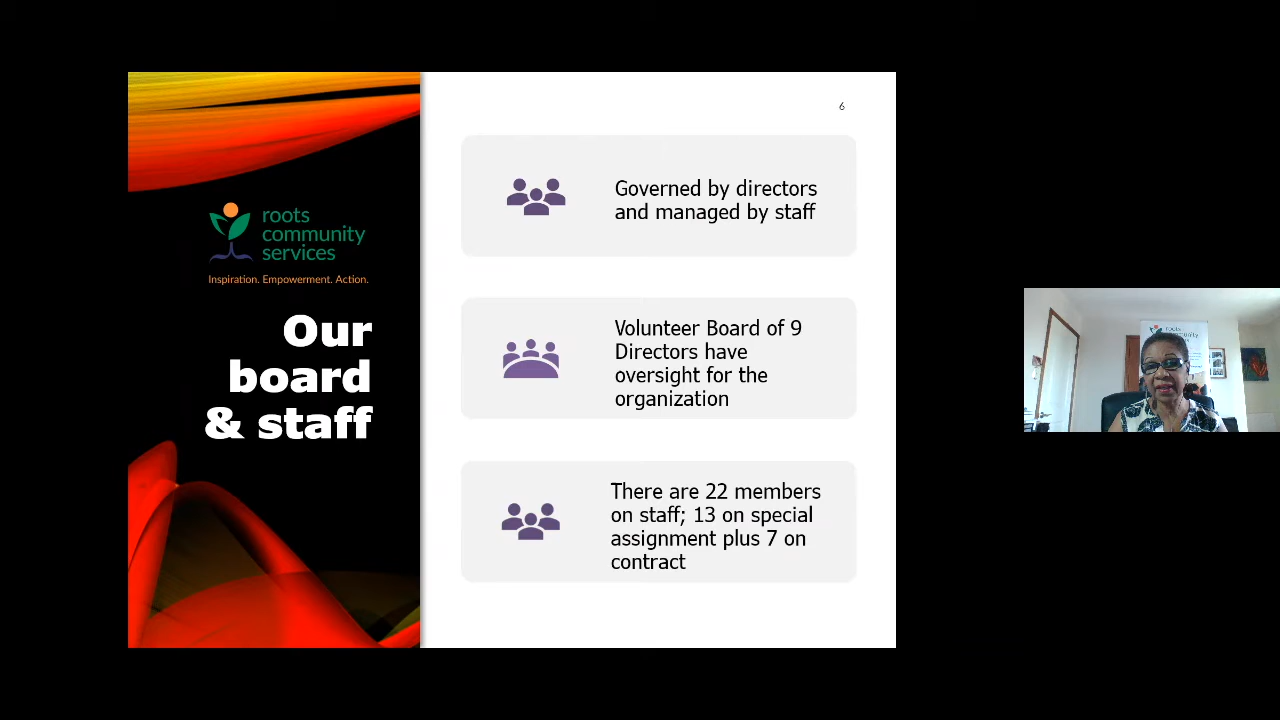 6
roots
community
services
Inspiration. Empowerment. Action.
Our
board
& staff
Governed by directors
and managed by staff
Volunteer Board of 9
Directors have
oversight for the
organization
There are 22 members
on staff; 13 on special
assignment plus 7 on
contract
roots
community